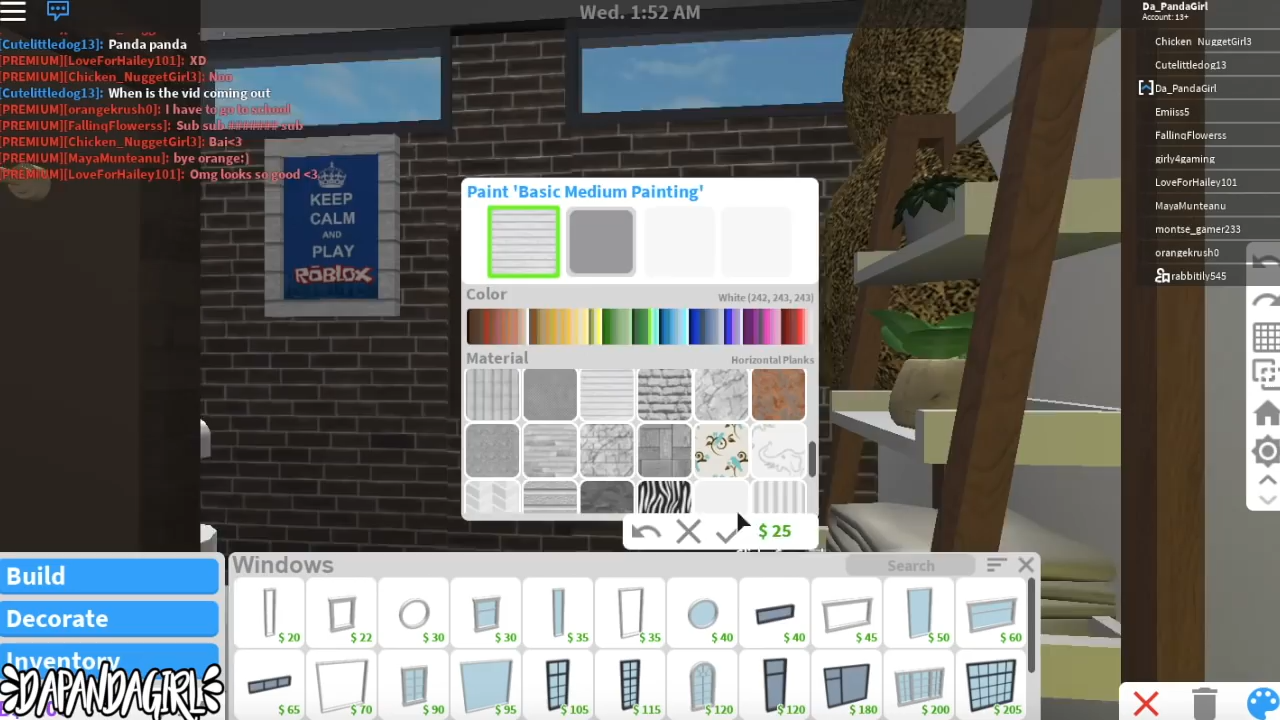 Wed. 1:52 AM
[Cutelittledog13]: Panda panda
[PREMIUM][LoveForHailey101]: XD
[PREMIUM][Chicken_NuggetGirl3]: Noo
[Cutelittledog13]: When is the vid coming out
[PREMIUM][orangekrush0]: I have to go to school
[PREMIUM][FallinqFlowerss]: Sub sub ####### sub
[PREMIUM][Chicken_NuggetGirl3]: Bai<3
[PREMIUM][MayaMunteanu]: bye orange:)
[PREMIUM][LoveForHailey101]: Omg looks so good <3
KEEP
CALM
AND
PLAY
ROBLOX
Paint 'Basic Medium Painting'
Color White (242, 243, 243)
Material Horizontal Planks
$ 25
Da_PandaGirl
Account: 13+
Chicken_NuggetGirl3
Cutelittledog13
Da_PandaGirl
Emiiss5
FallinqFlowerss
girly4gaming
LoveForHailey101
MayaMunteanu
montse_gamer233
orangekrush0
rabbitily545
Build
Decorate
Inventory
DAPANDAGIRL
Windows Search
$ 20 $ 22 $ 30 $ 30 $ 35 $ 35 $ 40 $ 40 $ 45 $ 50 $ 60
$ 65 $ 70 $ 90 $ 95 $ 105 $ 115 $ 120 $ 120 $ 180 $ 200 $ 205